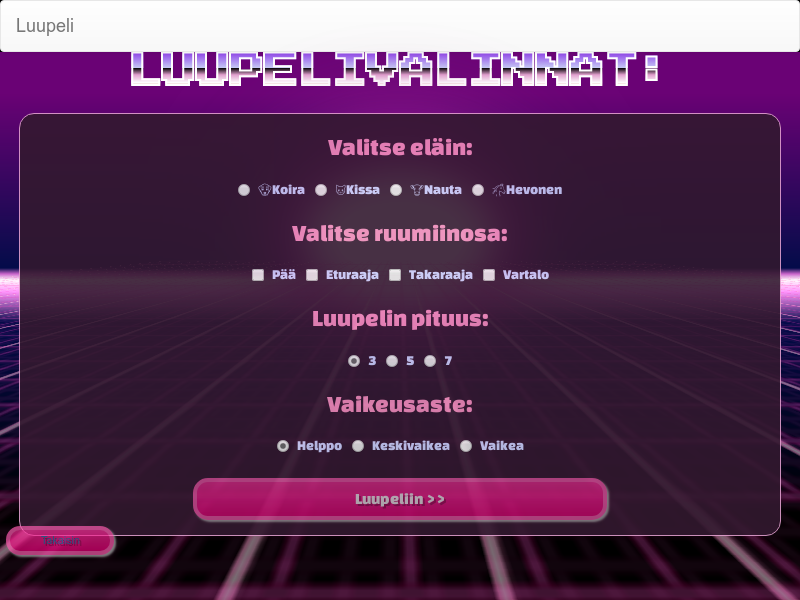 Luupeli
LUUPELIVALINNAT:
Valitse eläin:
Koira Kissa Nauta Hevonen
Valitse ruumiinosa:
Pää Eturaaja Takaraaja Vartalo
Luupelin pituus:
3 5 7
Vaikeusaste:
Helppo Keskivaikea Vaikea
Luupeliin >>
Takaisin